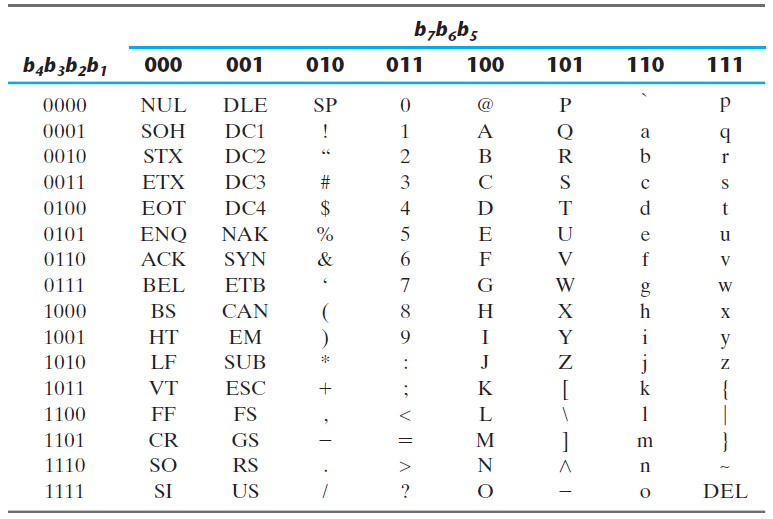 b₇b₆b₅
b₄b₃b₂b₁ 000 001 010 011 100 101 110 111
0000 NUL DLE SP 0 @ P ` p
0001 SOH DC1 ! 1 A Q a q
0010 STX DC2 “ 2 B R b r
0011 ETX DC3 # 3 C S c s
0100 EOT DC4 $ 4 D T d t
0101 ENQ NAK % 5 E U e u
0110 ACK SYN & 6 F V f v
0111 BEL ETB ‘ 7 G W g w
1000 BS CAN ( 8 H X h x
1001 HT EM ) 9 I Y i y
1010 LF SUB * : J Z j z
1011 VT ESC + ; K [ k {
1100 FF FS , < L \ l |
1101 CR GS − = M ] m }
1110 SO RS . > N ∧ n ~
1111 SI US / ? O − o DEL